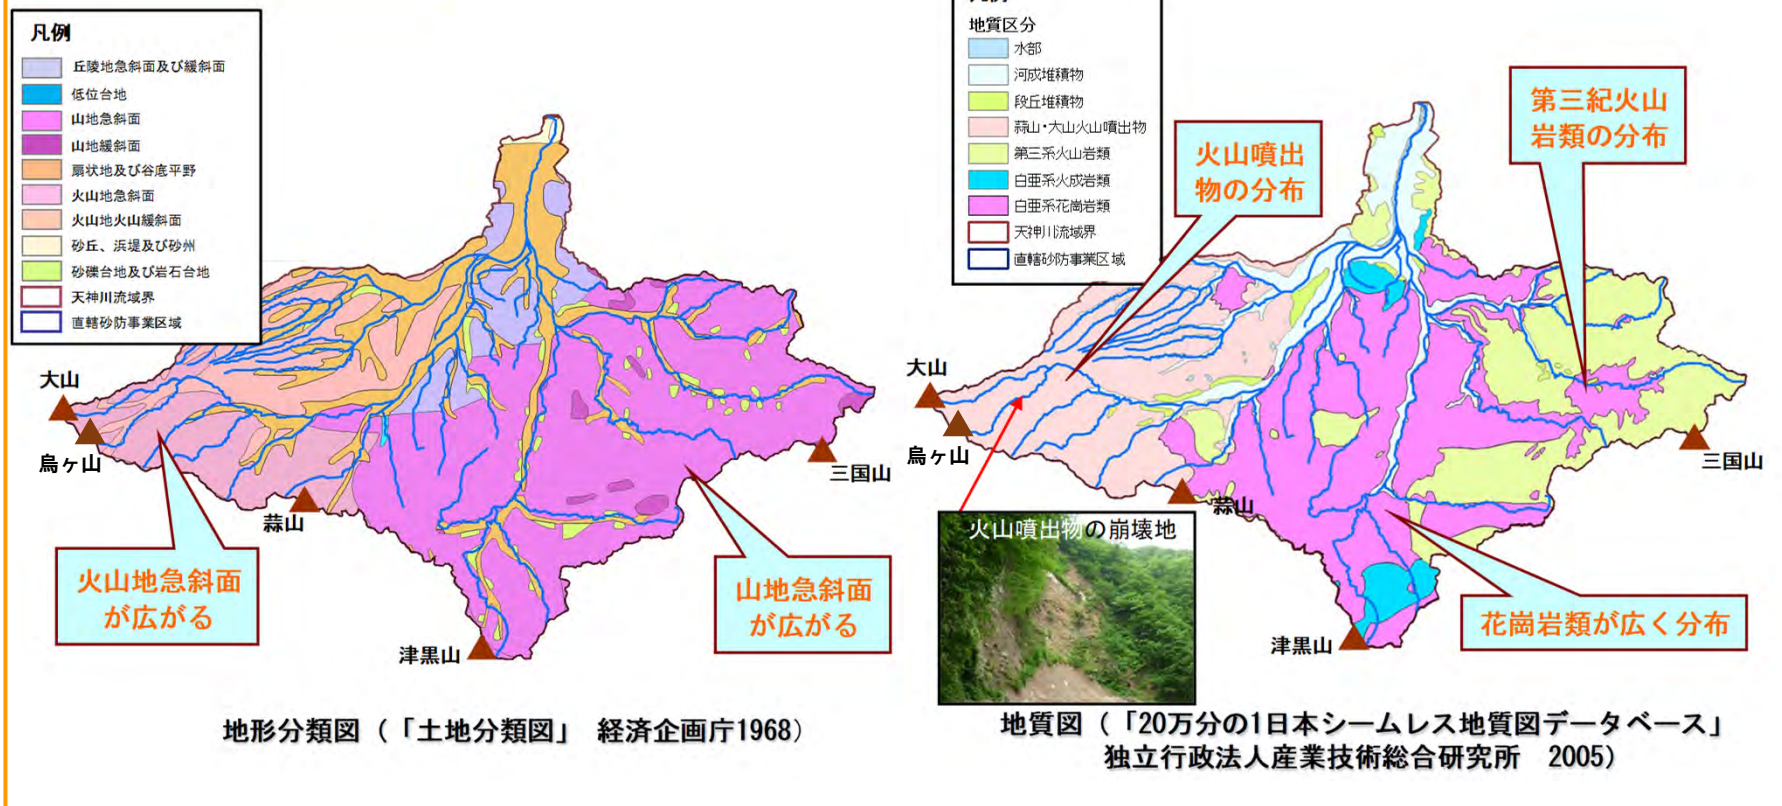 凡例
丘陵地急斜面及び緩斜面
低位台地
山地急斜面
山地緩斜面
扇状地及び谷底平野
火山地急斜面
火山地火山緩斜面
砂丘、浜堤及び砂州
砂礫台地及び岩石台地
天神川流域界
直轄砂防事業区域
大山
烏ヶ山
蒜山
三国山
津黒山
火山地急斜面
が広がる
山地急斜面
が広がる
地形分類図（「土地分類図」 経済企画庁1968）
凡例
地質区分
水部
河成堆積物
段丘堆積物
蒜山・大山火山噴出物
第三系火山岩類
白亜系火成岩類
白亜系花崗岩類
天神川流域界
直轄砂防事業区域
火山噴出
物の分布
第三紀火山
岩類の分布
大山
烏ヶ山
蒜山
三国山
津黒山
火山噴出物の崩壊地
花崗岩類が広く分布
地質図（「20万分の1日本シームレス地質図データベース」
独立行政法人産業技術総合研究所 2005）